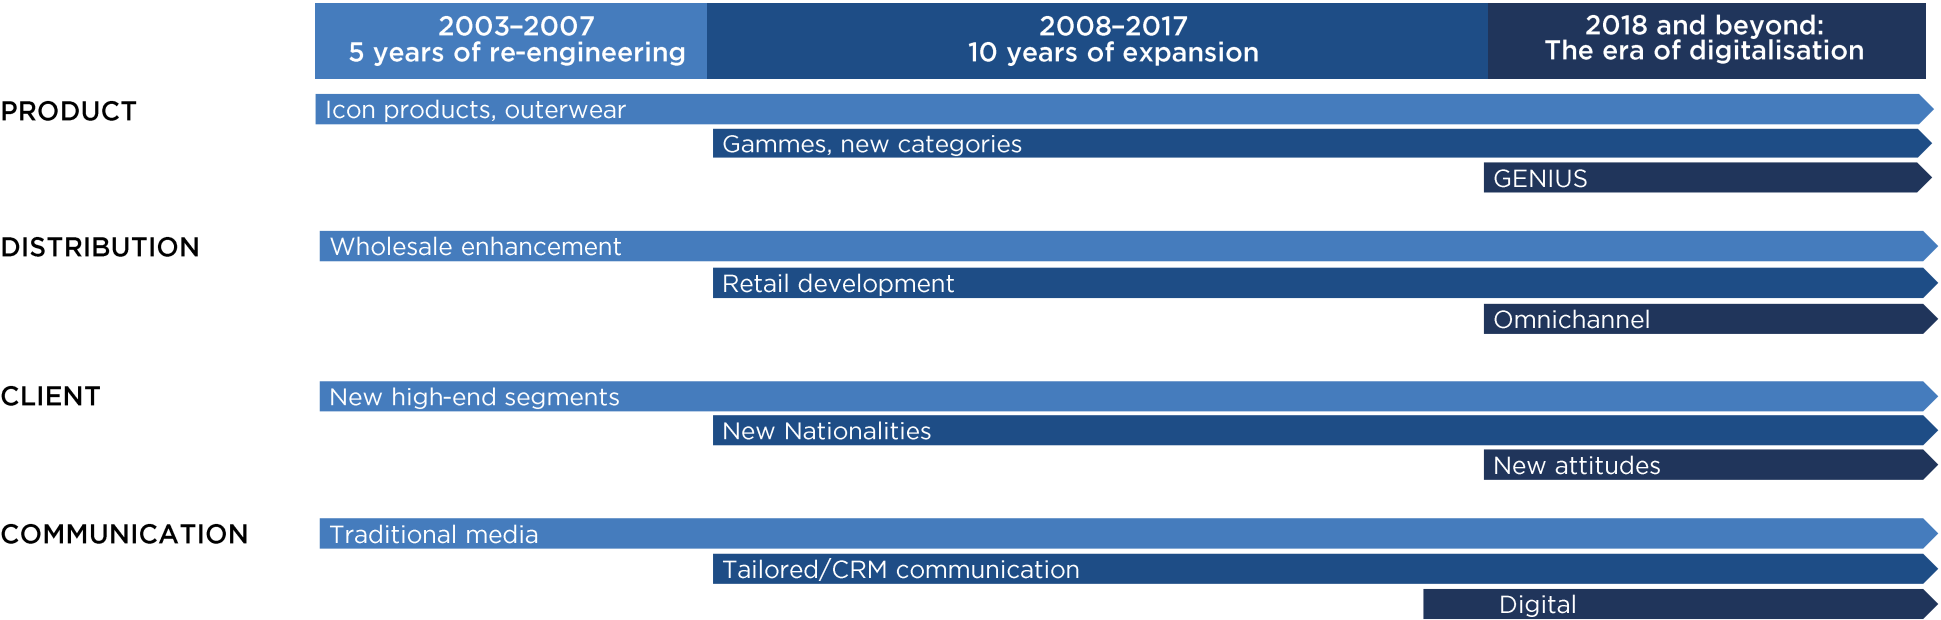 2003–2007
5 years of re-engineering
2008–2017
10 years of expansion
2018 and beyond:
The era of digitalisation
PRODUCT
Icon products, outerwear
Gammes, new categories
GENIUS
DISTRIBUTION
Wholesale enhancement
Retail development
Omnichannel
CLIENT
New high-end segments
New Nationalities
New attitudes
COMMUNICATION
Traditional media
Tailored/CRM communication
Digital